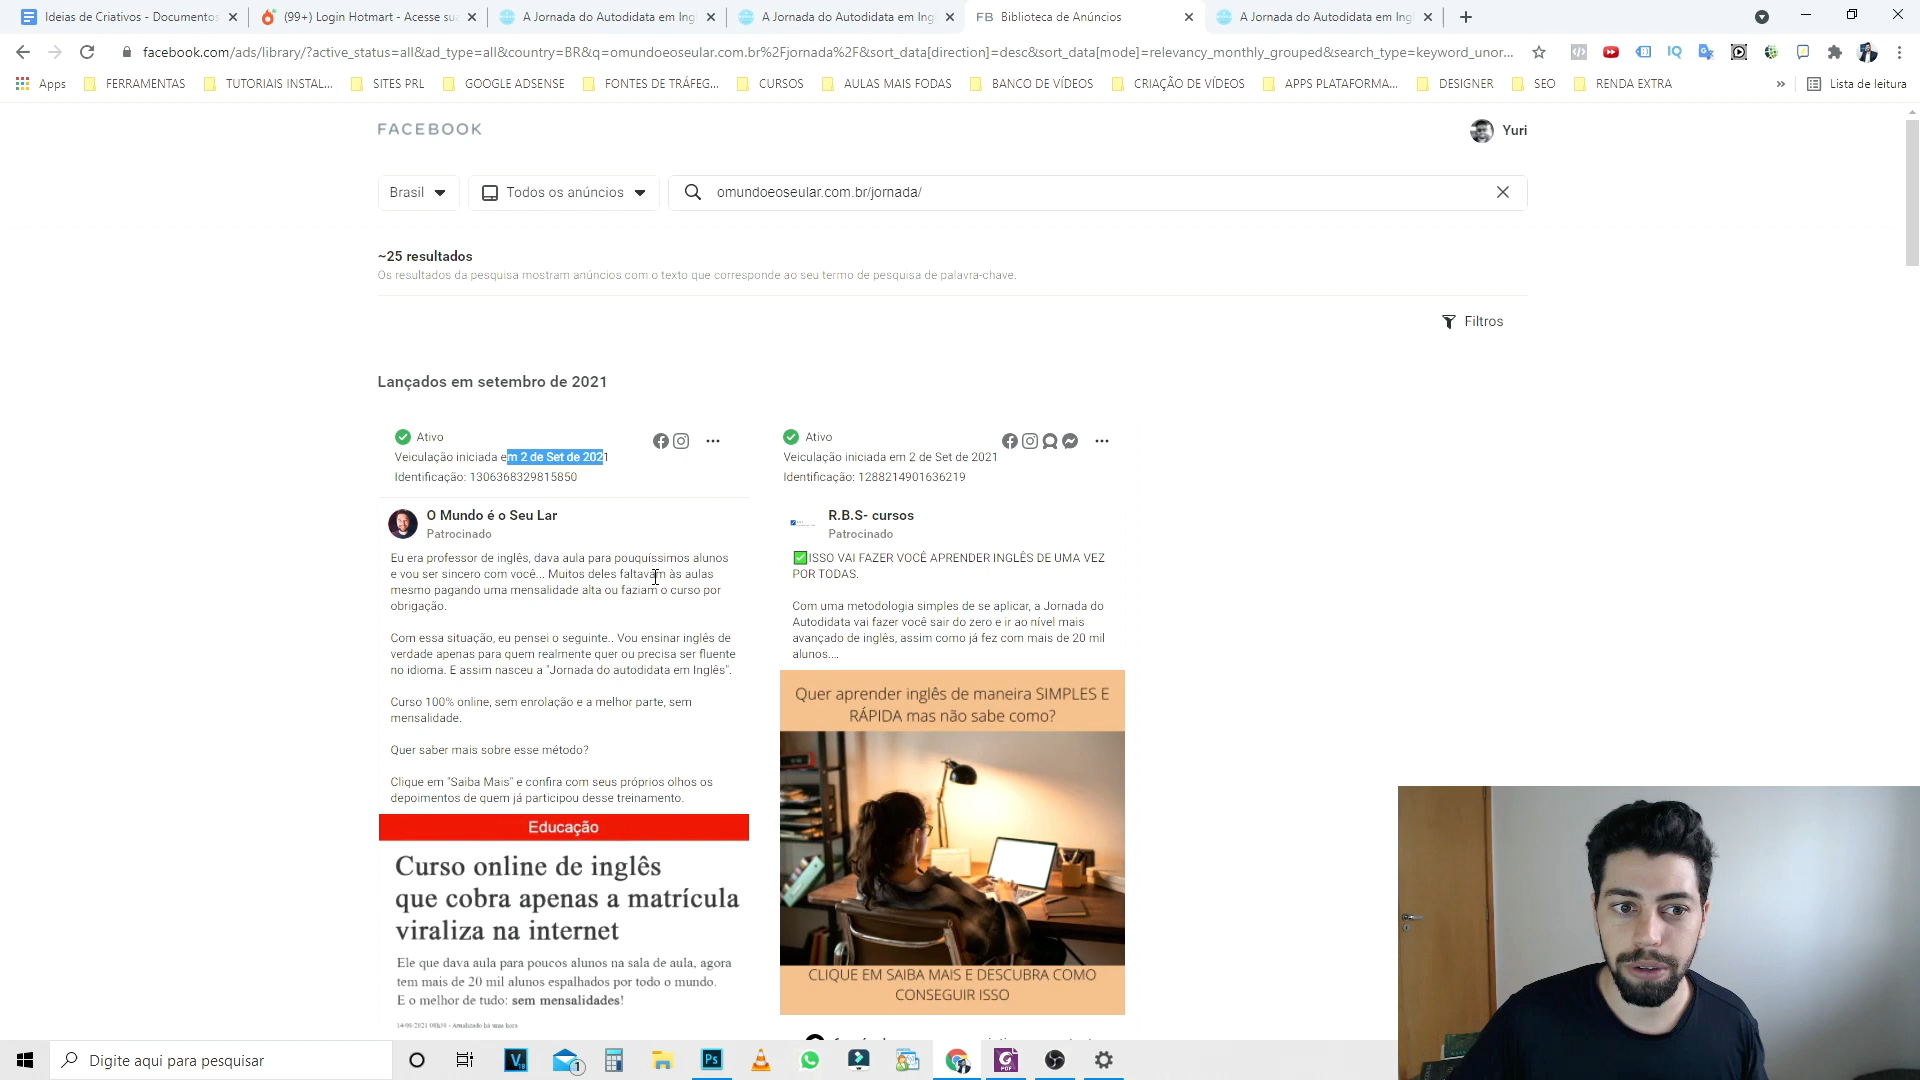 Ideias de Criativos - Documentos
(99+) Login Hotmart - Acesse sua
A Jornada do Autodidata em Ing
A Jornada do Autodidata em Ing
FB Biblioteca de Anúncios
A Jornada do Autodidata em Ing
facebook.com/ads/library/?active_status=all&ad_type=all&country=BR&q=omundoeoseular.com.br%2Fjornada%2F&sort_data[direction]=desc&sort_data[mode]=relevancy_monthly_grouped&search_type=keyword_unor...
Apps
FERRAMENTAS
TUTORIAIS INSTAL...
SITES PRL
GOOGLE ADSENSE
FONTES DE TRÁFEG...
CURSOS
AULAS MAIS FODAS
BANCO DE VÍDEOS
CRIAÇÃO DE VÍDEOS
APPS PLATAFORMA...
DESIGNER
SEO
RENDA EXTRA
»
Lista de leitura
FACEBOOK
Yuri
Brasil
Todos os anúncios
omundoeoseular.com.br/jornada/
~25 resultados
Os resultados da pesquisa mostram anúncios com o texto que corresponde ao seu termo de pesquisa de palavra-chave.
Filtros
Lançados em setembro de 2021
Ativo
Veiculação iniciada em 2 de Set de 2021
Identificação: 1306368329815850
O Mundo é o Seu Lar
Patrocinado
Eu era professor de inglês, dava aula para pouquíssimos alunos
e vou ser sincero com você... Muitos deles faltavam às aulas
mesmo pagando uma mensalidade alta ou faziam o curso por
obrigação.
Com essa situação, eu pensei o seguinte.. Vou ensinar inglês de
verdade apenas para quem realmente quer ou precisa ser fluente
no idioma. E assim nasceu a "Jornada do autodidata em Inglês".
Curso 100% online, sem enrolação e a melhor parte, sem
mensalidade.
Quer saber mais sobre esse método?
Clique em "Saiba Mais" e confira com seus próprios olhos os
depoimentos de quem já participou desse treinamento.
Educação
Curso online de inglês
que cobra apenas a matrícula
viraliza na internet
Ele que dava aula para poucos alunos na sala de aula, agora
tem mais de 20 mil alunos espalhados por todo o mundo.
E o melhor de tudo: sem mensalidades!
Ativo
Veiculação iniciada em 2 de Set de 2021
Identificação: 1288214901636219
R.B.S- cursos
Patrocinado
✅ISSO VAI FAZER VOCÊ APRENDER INGLÊS DE UMA VEZ
POR TODAS.
Com uma metodologia simples de se aplicar, a Jornada do
Autodidata vai fazer você sair do zero e ir ao nível mais
avançado de inglês, assim como já fez com mais de 20 mil
alunos....
Quer aprender inglês de maneira SIMPLES E
RÁPIDA mas não sabe como?
CLIQUE EM SAIBA MAIS E DESCUBRA COMO
CONSEGUIR ISSO
Digite aqui para pesquisar